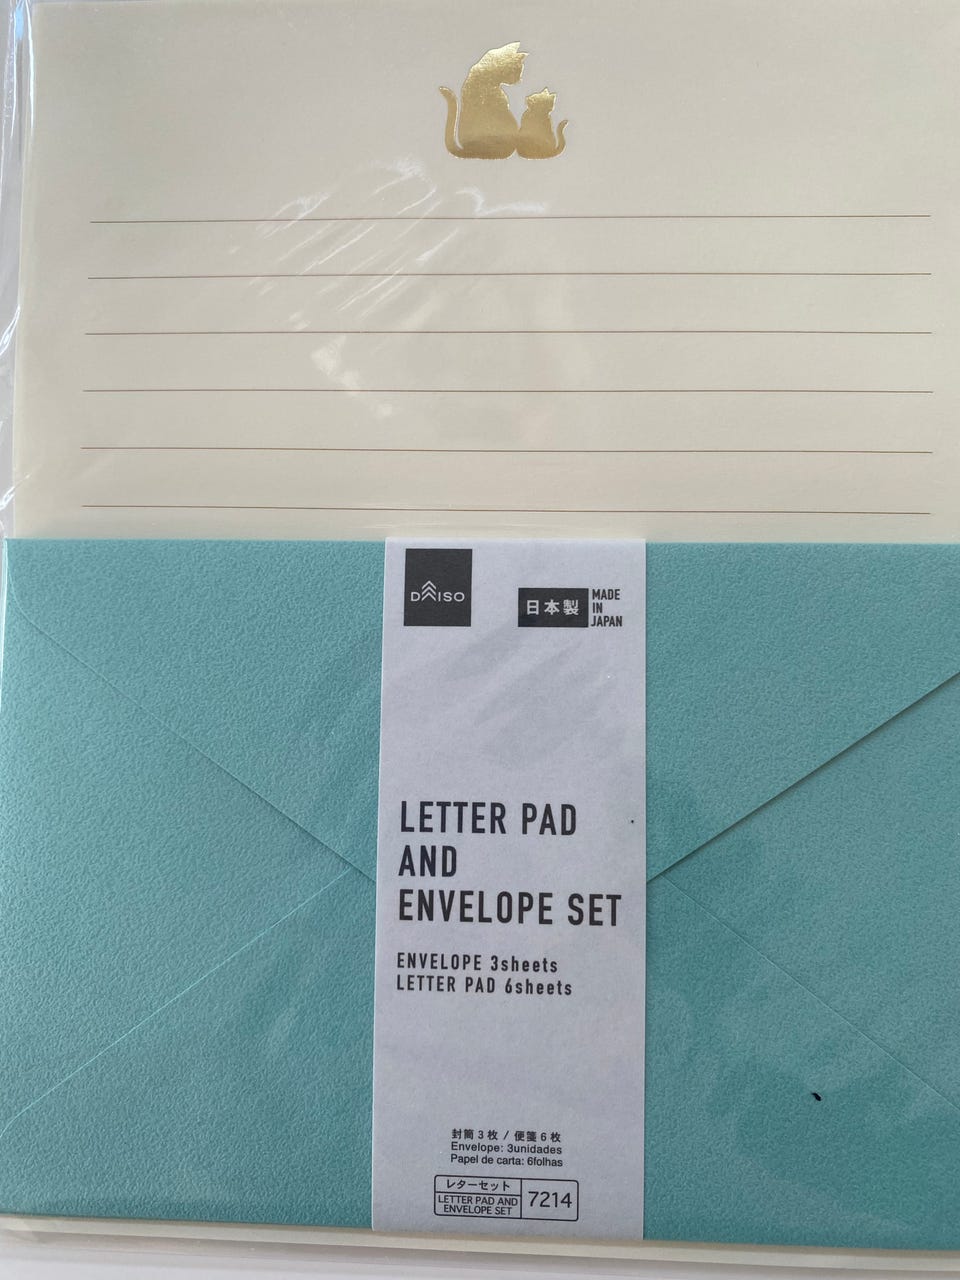 DAISO
日本製
MADE
IN
JAPAN
LETTER PAD
AND
ENVELOPE SET
ENVELOPE 3sheets
LETTER PAD 6sheets
封筒3枚 / 便箋6枚
Envelope: 3unidades
Papel de carta: 6folhas
レターセット
LETTER PAD AND
ENVELOPE SET
7214